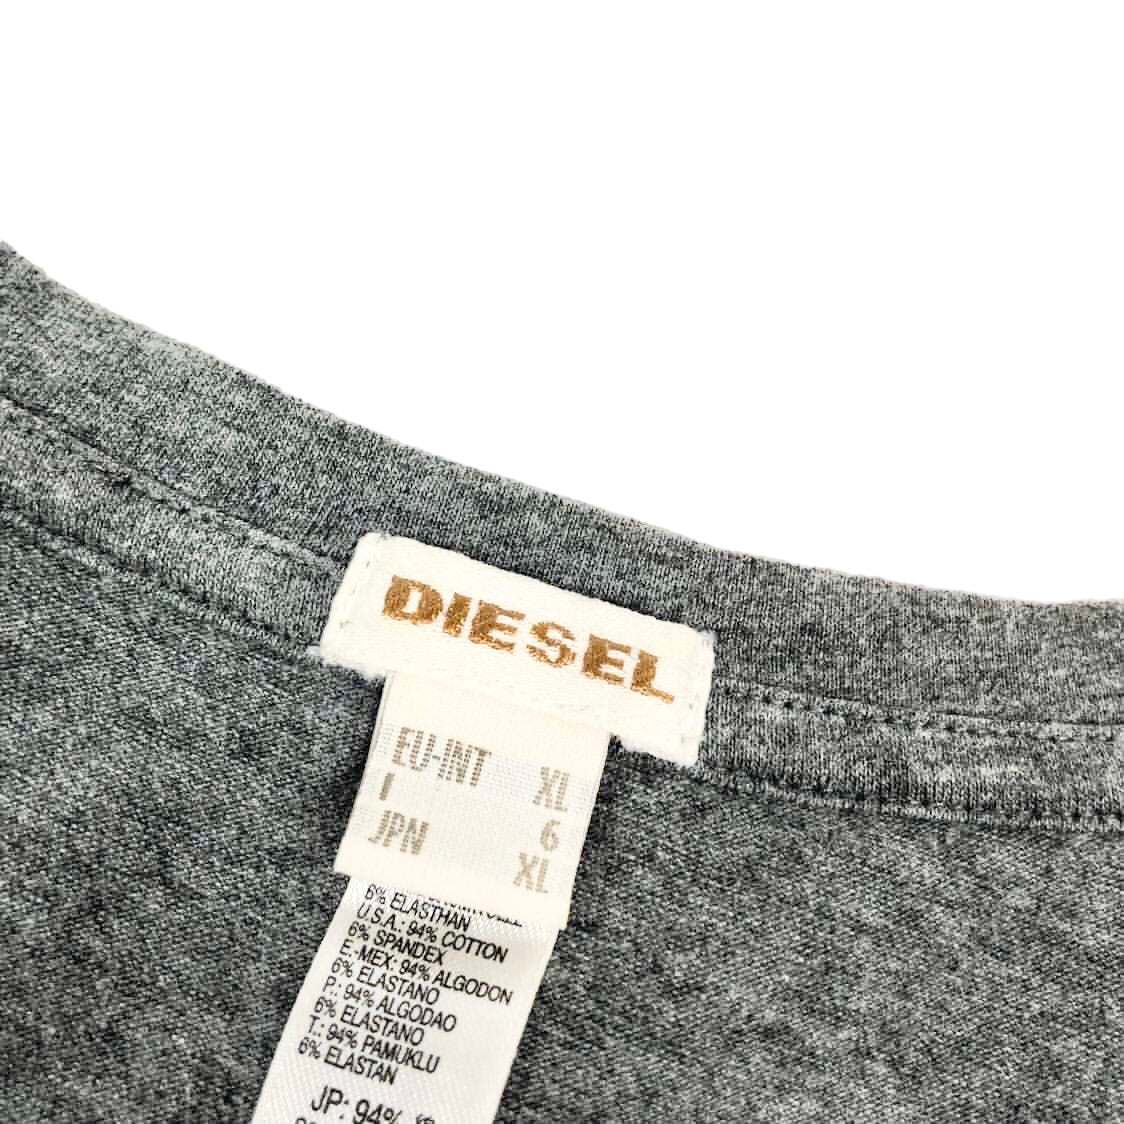 DIESEL
EU-INT XL
I 6
JPN XL
6% ELASTHAN
U.S.A.: 94% COTTON
6% SPANDEX
E.-MEX: 94% ALGODON
6% ELASTANO
P.: 94% ALGODAO
6% ELASTANO
T.: 94% PAMUKLU
6% ELASTAN
JP: 94%